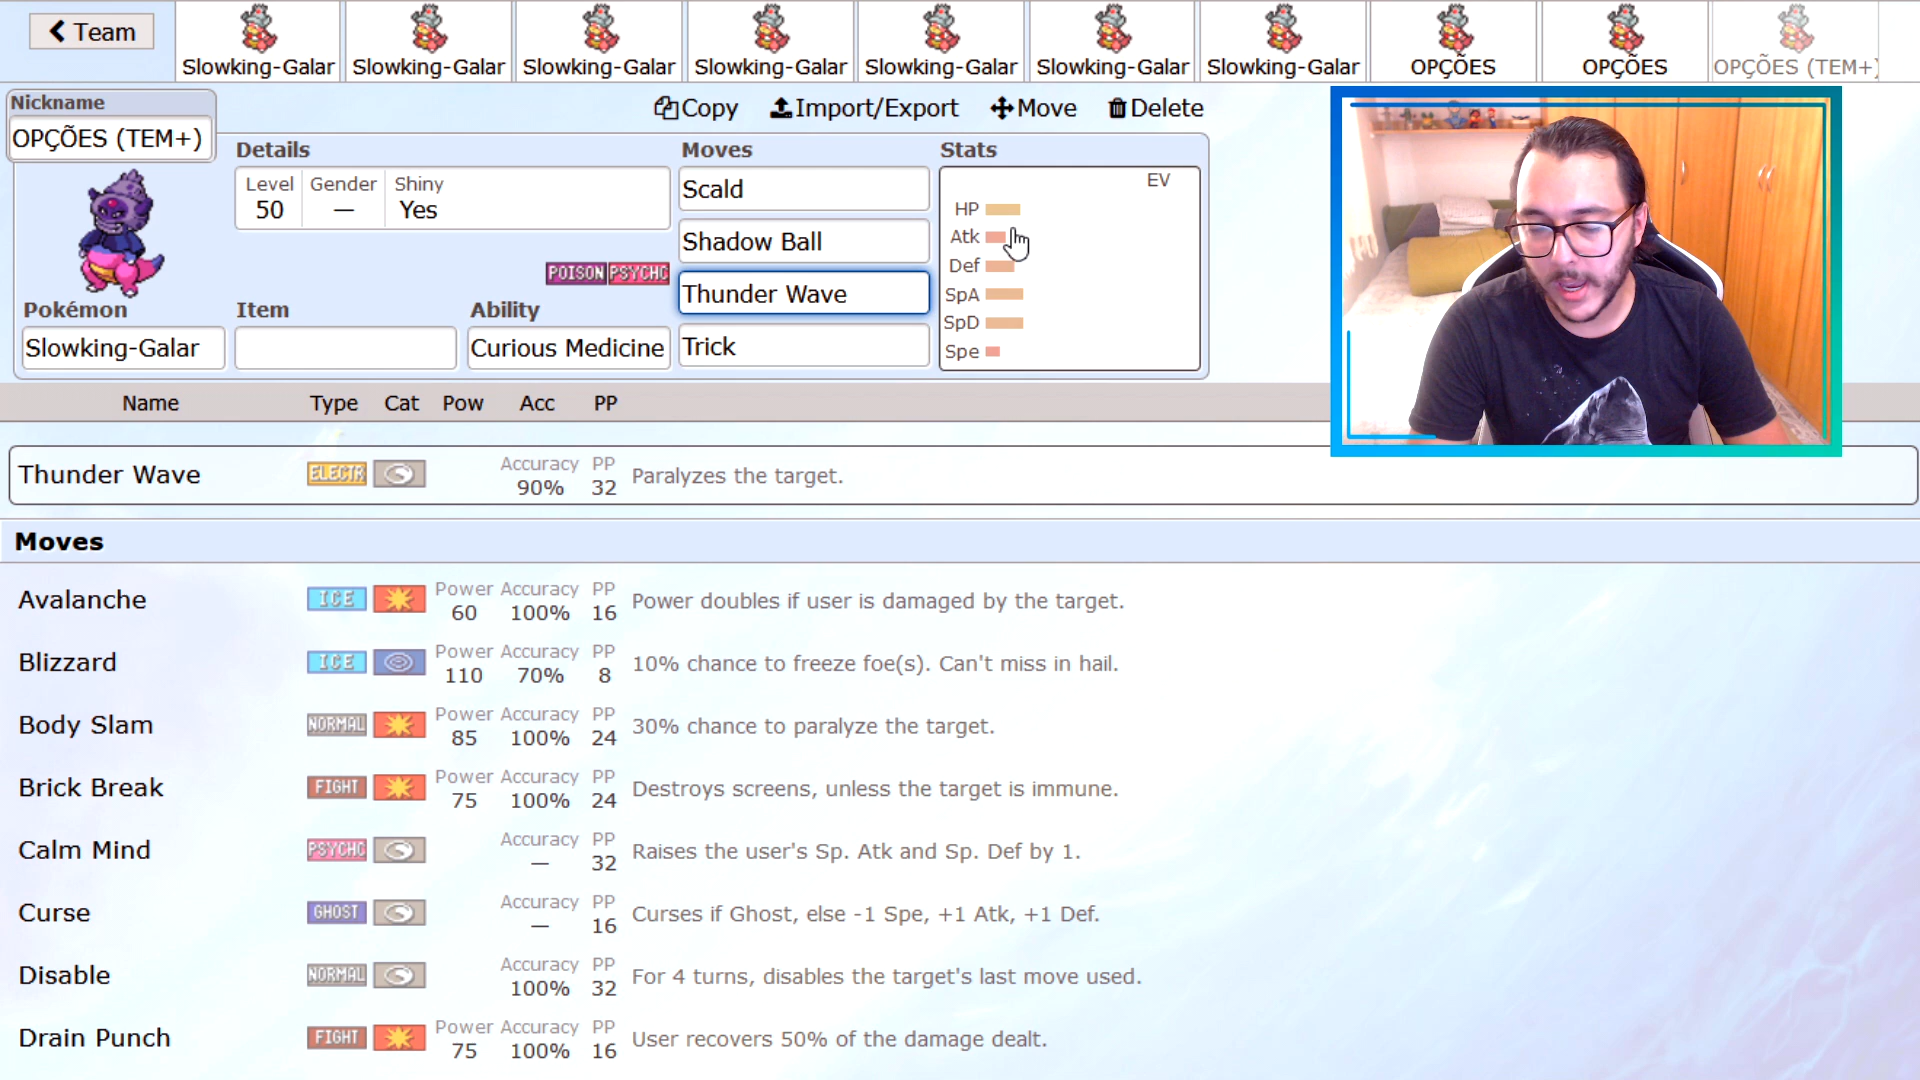 Team
Slowking-Galar
Slowking-Galar
Slowking-Galar
Slowking-Galar
Slowking-Galar
Slowking-Galar
Slowking-Galar
OPÇÕES
OPÇÕES
OPÇÕES (TEM+)
Nickname
OPÇÕES (TEM+)
Copy Import/Export Move Delete
Details
Level Gender Shiny
50 — Yes
POISON PSYCHC
Pokémon
Slowking-Galar
Item
Ability
Curious Medicine
Moves
Scald
Shadow Ball
Thunder Wave
Trick
Stats
EV
HP
Atk
Def
SpA
SpD
Spe
Name Type Cat Pow Acc PP
Thunder Wave ELECTR Accuracy 90% PP 32 Paralyzes the target.
Moves
Avalanche ICE Power 60 Accuracy 100% PP 16 Power doubles if user is damaged by the target.
Blizzard ICE Power 110 Accuracy 70% PP 8 10% chance to freeze foe(s). Can't miss in hail.
Body Slam NORMAL Power 85 Accuracy 100% PP 24 30% chance to paralyze the target.
Brick Break FIGHT Power 75 Accuracy 100% PP 24 Destroys screens, unless the target is immune.
Calm Mind PSYCHC Accuracy — PP 32 Raises the user's Sp. Atk and Sp. Def by 1.
Curse GHOST Accuracy — PP 16 Curses if Ghost, else -1 Spe, +1 Atk, +1 Def.
Disable NORMAL Accuracy 100% PP 32 For 4 turns, disables the target's last move used.
Drain Punch FIGHT Power 75 Accuracy 100% PP 16 User recovers 50% of the damage dealt.